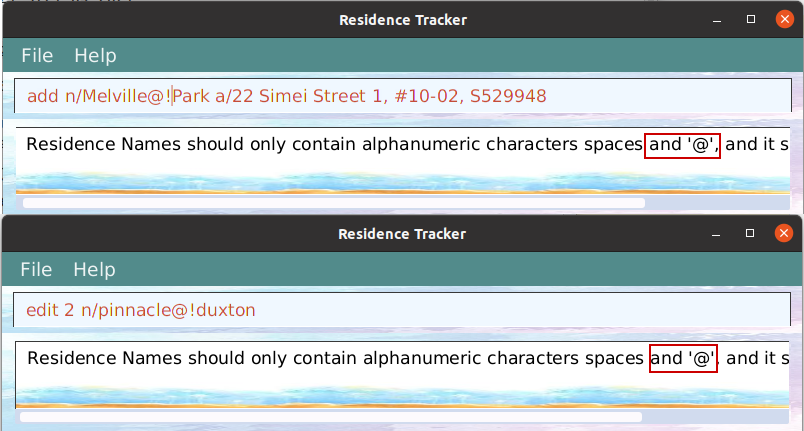 Residence Tracker
File Help
add n/Melville@!Park a/22 Simei Street 1, #10-02, S529948
Residence Names should only contain alphanumeric characters spaces and '@', and it s
Residence Tracker
File Help
edit 2 n/pinnacle@!duxton
Residence Names should only contain alphanumeric characters spaces and '@', and it s